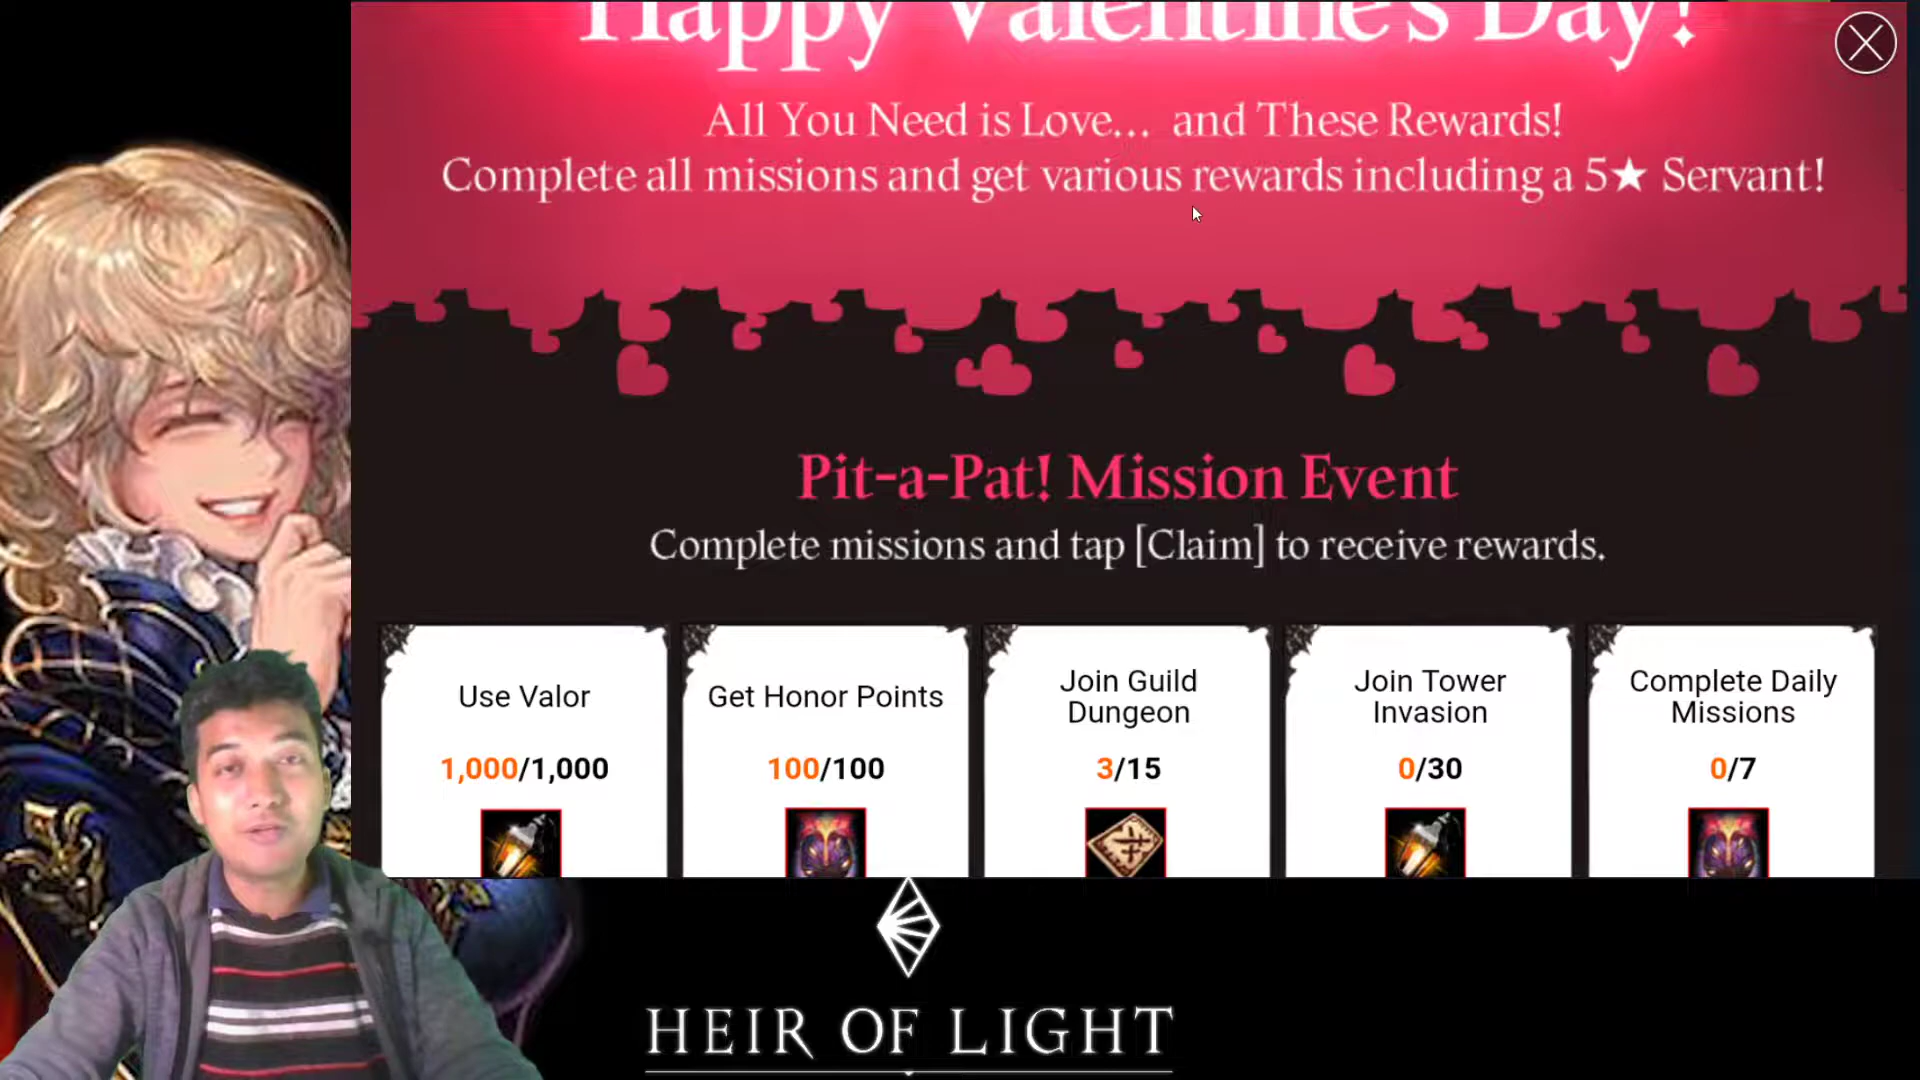 Happy Valentine's Day!
All You Need is Love... and These Rewards!
Complete all missions and get various rewards including a 5★ Servant!
Pit-a-Pat! Mission Event
Complete missions and tap [Claim] to receive rewards.
Use Valor
1,000/1,000
Get Honor Points
100/100
Join Guild
Dungeon
3/15
Join Tower
Invasion
0/30
Complete Daily
Missions
0/7
HEIR OF LIGHT